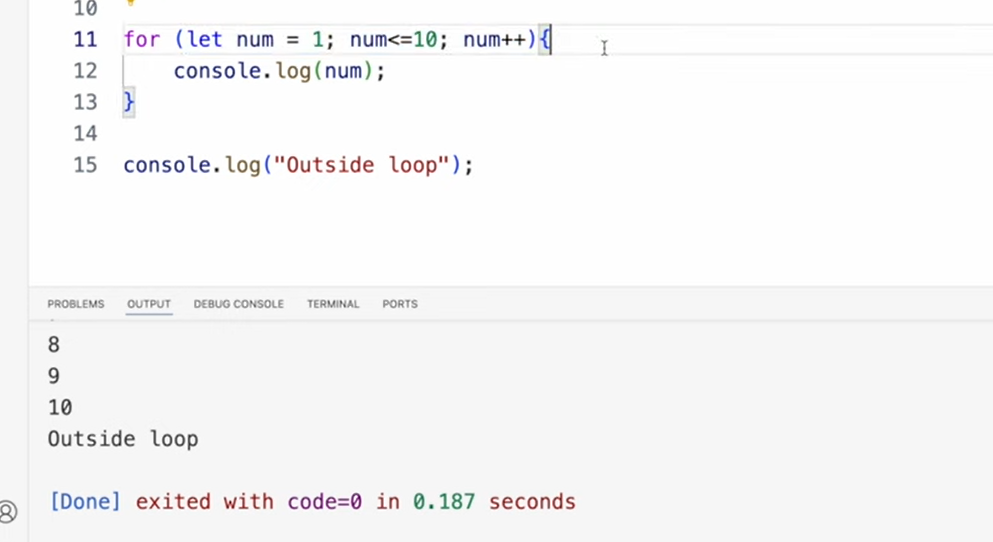 10
11 for (let num = 1; num<=10; num++){
12 console.log(num);
13 }
14
15 console.log("Outside loop");
PROBLEMS OUTPUT DEBUG CONSOLE TERMINAL PORTS
8
9
10
Outside loop
[Done] exited with code=0 in 0.187 seconds